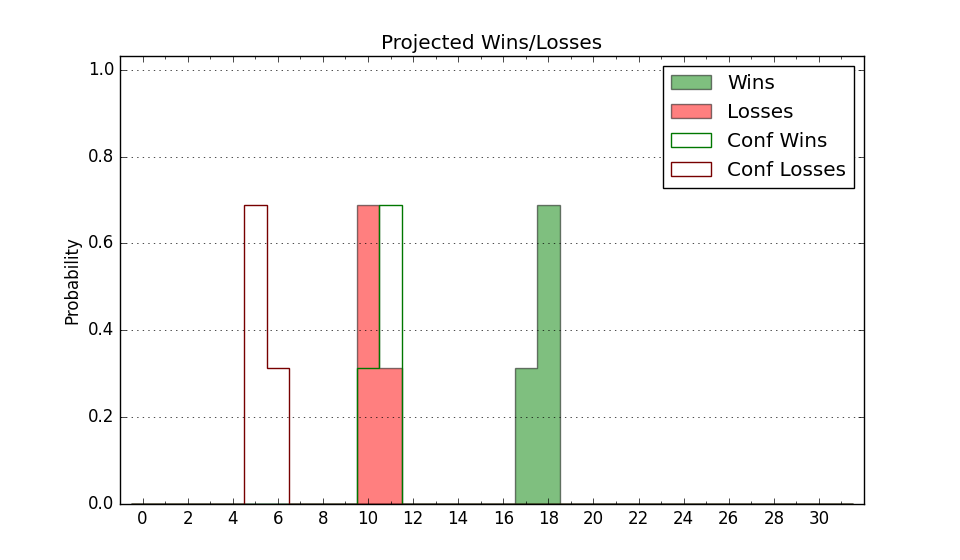 Projected Wins/Losses
Probability
1.0
0.8
0.6
0.4
0.2
0.0
Wins
Losses
Conf Wins
Conf Losses
0 2 4 6 8 10 12 14 16 18 20 22 24 26 28 30